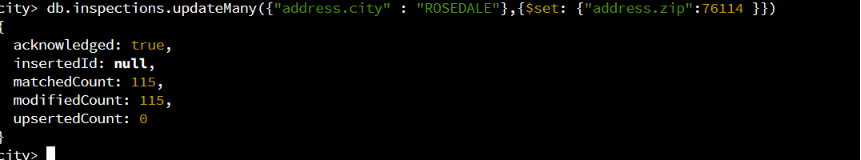 city> db.inspections.updateMany({"address.city" : "ROSEDALE"},{$set: {"address.zip":76114 }})
{
  acknowledged: true,
  insertedId: null,
  matchedCount: 115,
  modifiedCount: 115,
  upsertedCount: 0
}
city>